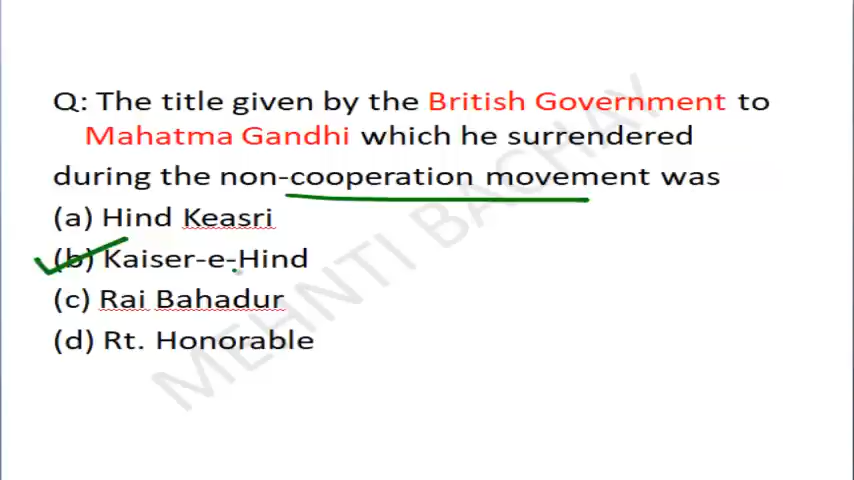 Q: The title given by the British Government to
Mahatma Gandhi which he surrendered
during the non-cooperation movement was
(a) Hind Keasri
(b) Kaiser-e-Hind
(c) Rai Bahadur
(d) Rt. Honorable
MEHNTI BACHAY